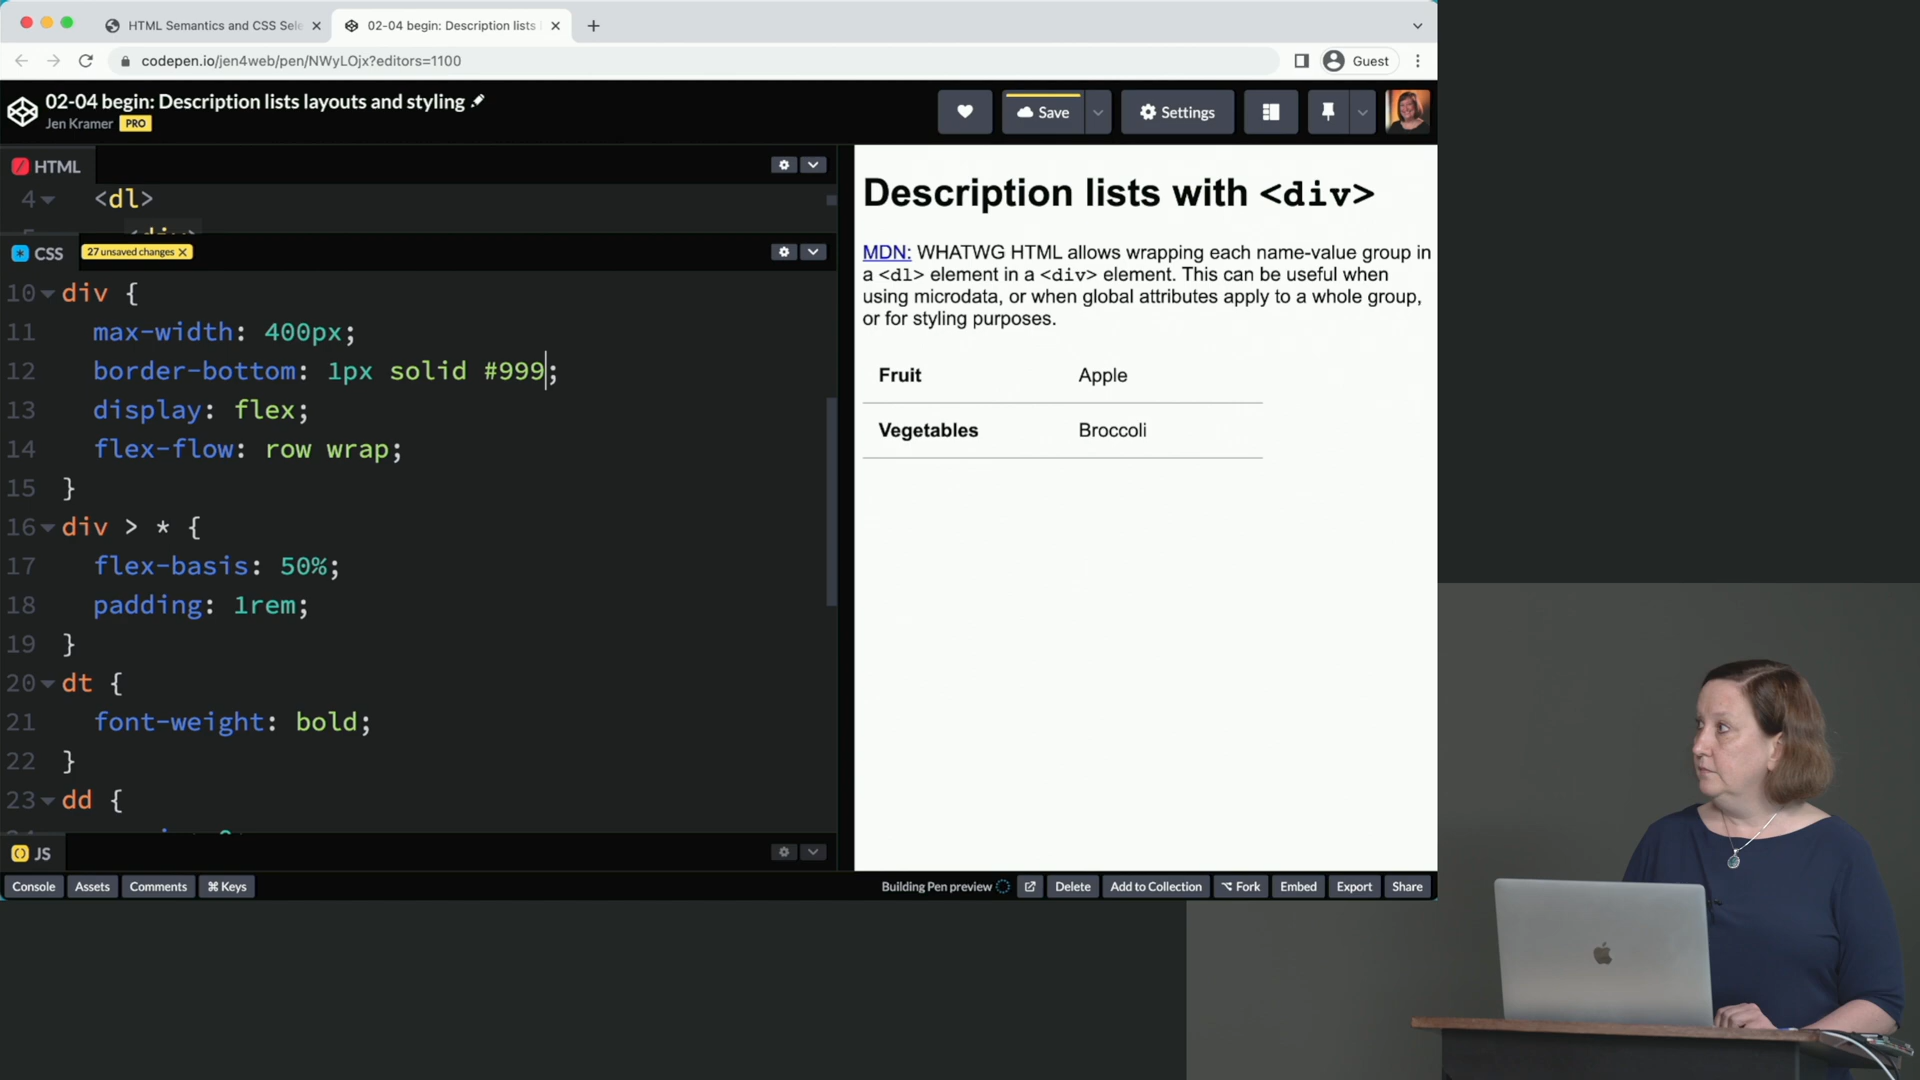 HTML Semantics and CSS Sele
02-04 begin: Description lists
codepen.io/jen4web/pen/NWyLOjx?editors=1100
Guest
02-04 begin: Description lists layouts and styling
Jen Kramer PRO
Save
Settings
HTML
4 <dl>
<div>
CSS
27 unsaved changes
10 div {
11 max-width: 400px;
12 border-bottom: 1px solid #999;
13 display: flex;
14 flex-flow: row wrap;
15 }
16 div > * {
17 flex-basis: 50%;
18 padding: 1rem;
19 }
20 dt {
21 font-weight: bold;
22 }
23 dd {
JS
Console Assets Comments ⌘ Keys
Description lists with <div>
MDN: WHATWG HTML allows wrapping each name-value group in
a <dl> element in a <div> element. This can be useful when
using microdata, or when global attributes apply to a whole group,
or for styling purposes.
Fruit Apple
Vegetables Broccoli
Building Pen preview Delete Add to Collection Fork Embed Export Share